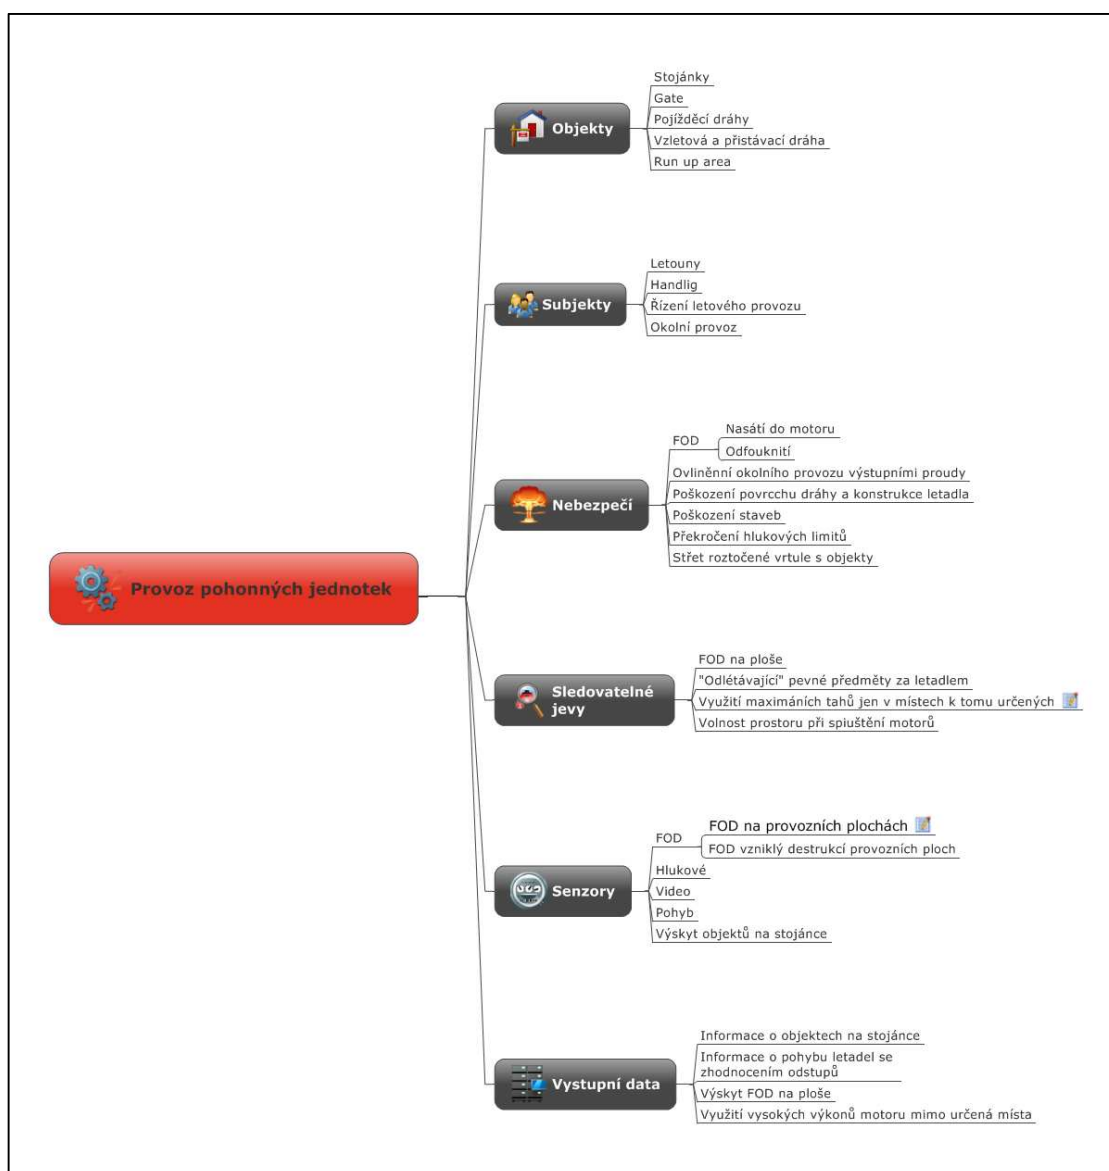 Stojánky
Gate
Objekty
Pojížděcí dráhy
Vzletová a přistávací dráha
Run up area
Letouny
Handlig
Subjekty
Řízení letového provozu
Okolní provoz
Nasátí do motoru
FOD
Odfouknití
Ovliněnní okolního provozu výstupními proudy
Nebezpečí
Poškození povrcchu dráhy a konstrukce letadla
Poškození staveb
Překročení hlukových limitů
Střet roztočené vrtule s objekty
Provoz pohonných jednotek
FOD na ploše
"Odlétávající" pevné předměty za letadlem
Sledovatelné
jevy
Využití maximáních tahů jen v místech k tomu určených
Volnost prostoru při spiuštění motorů
FOD na provozních plochách
FOD
FOD vzniklý destrukcí provozních ploch
Hlukové
Senzory
Video
Pohyb
Výskyt objektů na stojánce
Informace o objektech na stojánce
Informace o pohybu letadel se
zhodnocením odstupů
Vystupní data
Výskyt FOD na ploše
Využití vysokých výkonů motoru mimo určená místa